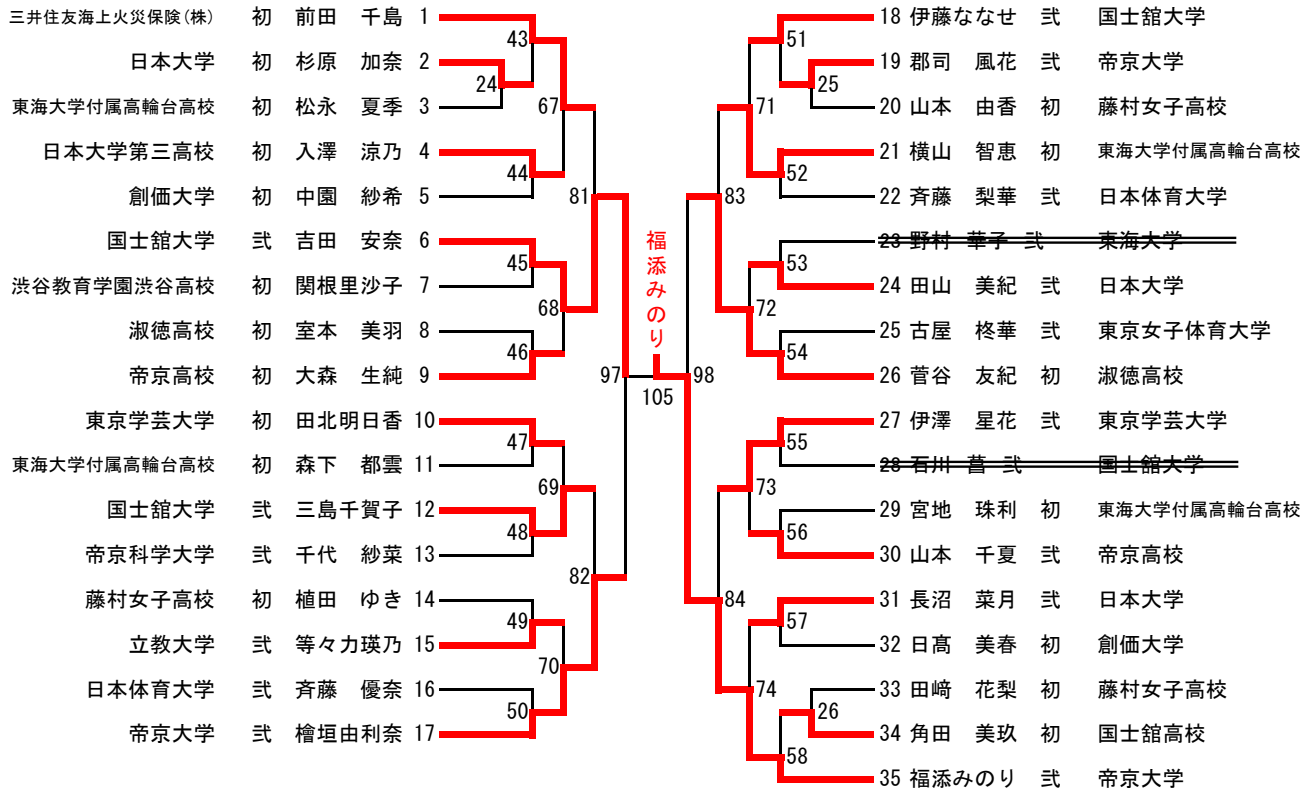 三井住友海上火災保険(株) 初 前田 千島 1
日本大学 初 杉原 加奈 2
東海大学付属高輪台高校 初 松永 夏季 3
日本大学第三高校 初 入澤 涼乃 4
創価大学 初 中園 紗希 5
国士舘大学 弐 吉田 安奈 6
渋谷教育学園渋谷高校 初 関根里沙子 7
淑徳高校 初 室本 美羽 8
帝京高校 初 大森 生純 9
東京学芸大学 初 田北明日香 10
東海大学付属高輪台高校 初 森下 都雲 11
国士舘大学 弐 三島千賀子 12
帝京科学大学 弐 千代 紗菜 13
藤村女子高校 初 植田 ゆき 14
立教大学 弐 等々力瑛乃 15
日本体育大学 弐 斉藤 優奈 16
帝京大学 弐 檜垣由利奈 17
43
24
67
44
81
45
68
46
97
47
69
48
82
49
70
50
福添みのり
105
98
51
25
71
52
83
53
72
54
55
73
56
84
57
74
26
58
18 伊藤ななせ 弐 国士舘大学
19 郡司 風花 弐 帝京大学
20 山本 由香 初 藤村女子高校
21 横山 智恵 初 東海大学付属高輪台高校
22 斉藤 梨華 弐 日本体育大学
23 野村 華子 弐 東海大学
24 田山 美紀 弐 日本大学
25 古屋 柊華 弐 東京女子体育大学
26 菅谷 友紀 初 淑徳高校
27 伊澤 星花 弐 東京学芸大学
28 石川 菖 弐 国士舘大学
29 宮地 珠利 初 東海大学付属高輪台高校
30 山本 千夏 弐 帝京高校
31 長沼 菜月 弐 日本大学
32 日髙 美春 初 創価大学
33 田﨑 花梨 初 藤村女子高校
34 角田 美玖 初 国士舘高校
35 福添みのり 弐 帝京大学